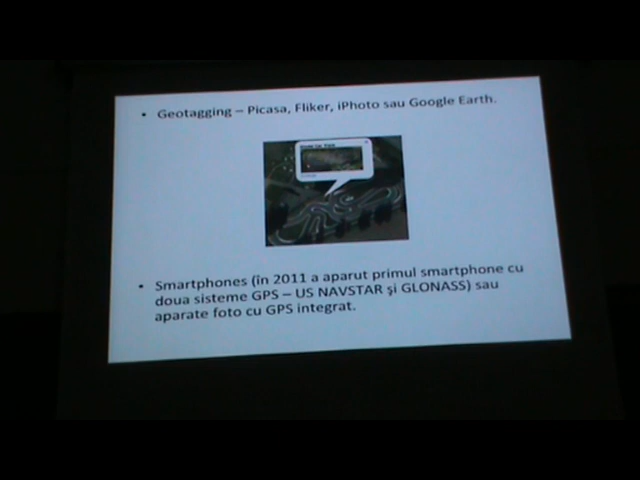 • Geotagging – Picasa, Fliker, iPhoto sau Google Earth.
• Smartphones (în 2011 a aparut primul smartphone cu
doua sisteme GPS – US NAVSTAR și GLONASS) sau
aparate foto cu GPS integrat.